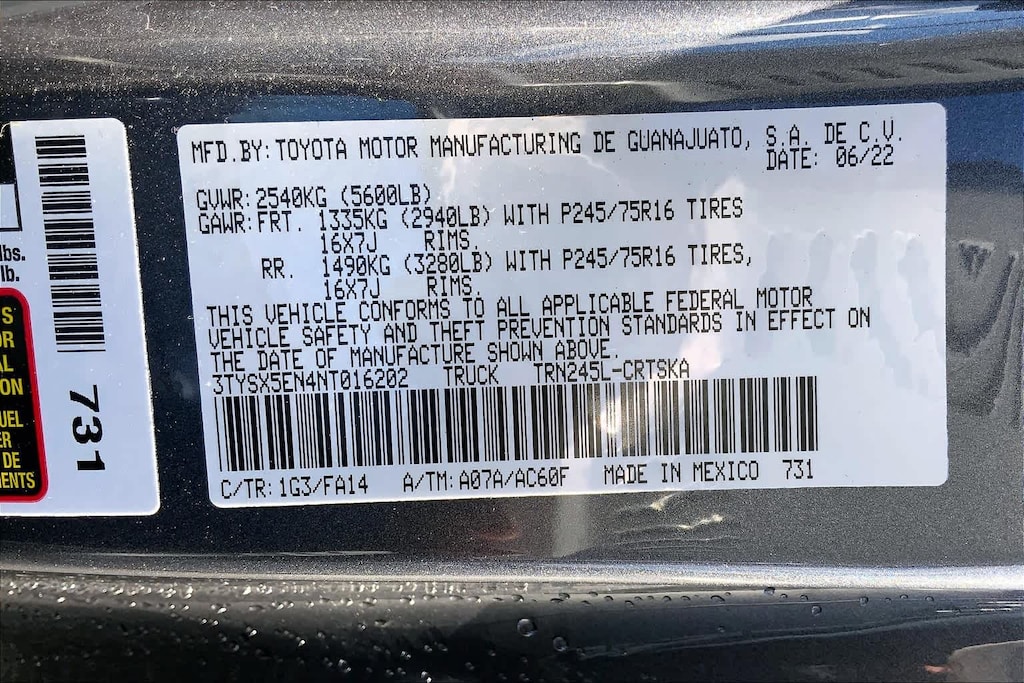 MFD.BY: TOYOTA MOTOR MANUFACTURING DE GUANAJUATO, S.A. DE C.V.
DATE: 06/22
GVWR: 2540KG (5600LB)
GAWR: FRT. 1335KG (2940LB) WITH P245/75R16 TIRES
16X7J RIMS.
RR. 1490KG (3280LB) WITH P245/75R16 TIRES,
16X7J RIMS.
THIS VEHICLE CONFORMS TO ALL APPLICABLE FEDERAL MOTOR
VEHICLE SAFETY AND THEFT PREVENTION STANDARDS IN EFFECT ON
THE DATE OF MANUFACTURE SHOWN ABOVE.
3TYSX5EN4NT016202 TRUCK TRN245L-CRTSKA
C/TR: 1G3/FA14 A/TM: A07A/AC60F MADE IN MEXICO 731
lbs.
lb.
731
DE